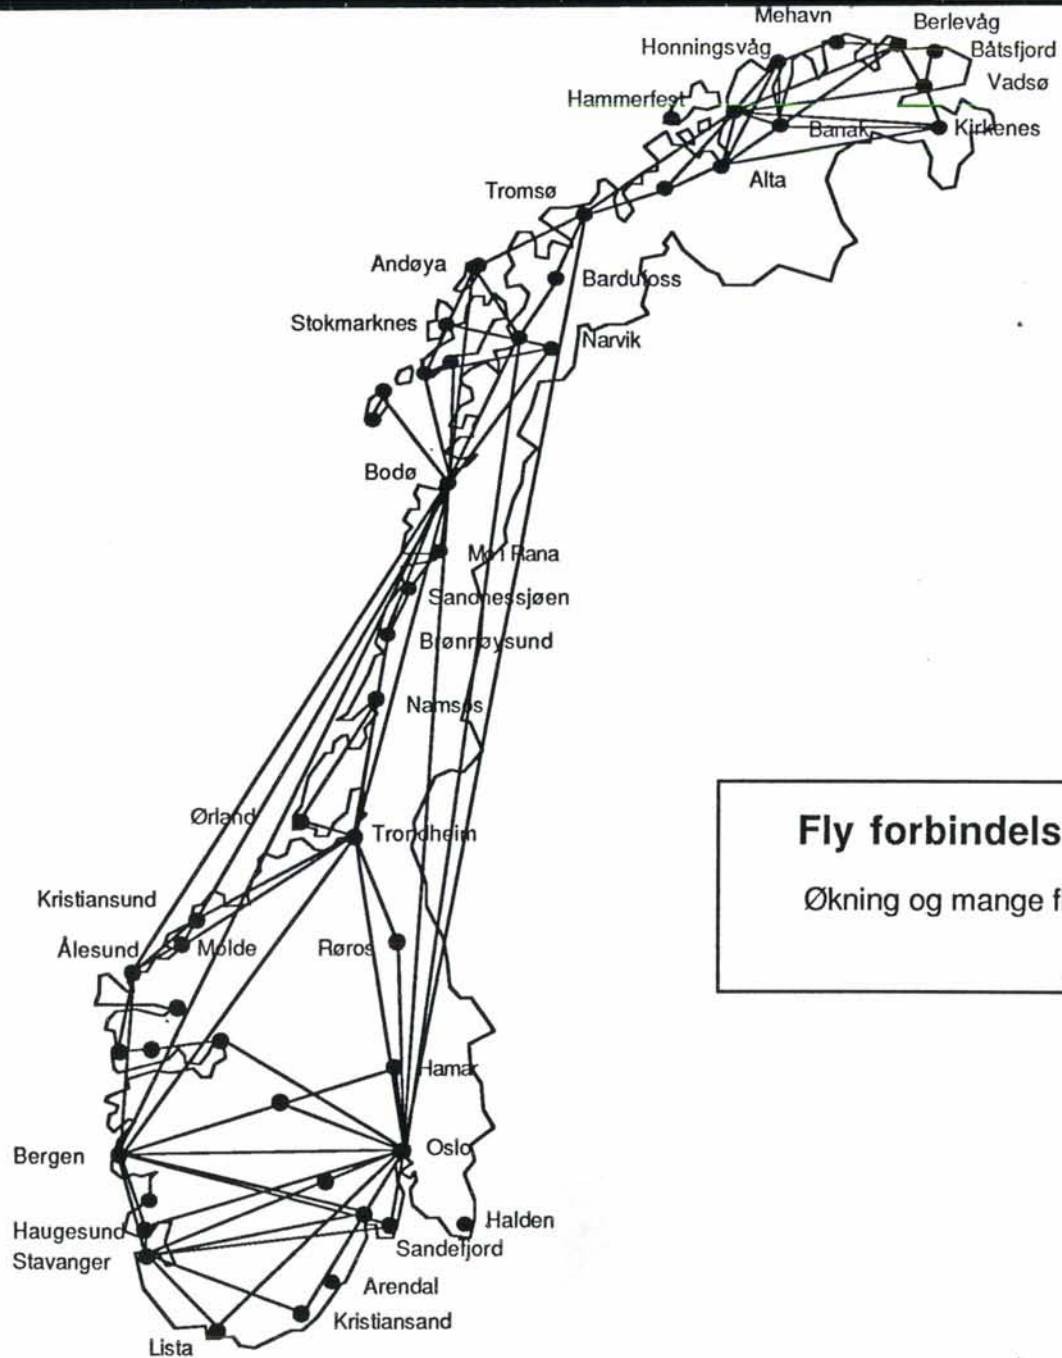 Mehavn
Berlevåg
Honningsvåg
Båtsfjord
Vadsø
Hammerfest
Banak
Kirkenes
Alta
Tromsø
Andøya
Bardufoss
Stokmarknes
Narvik
Bodø
Mo i Rana
Sandnessjøen
Brønnøysund
Namsos
Ørland
Trondheim
Fly forbindels
Økning og mange f
Kristiansund
Ålesund
Molde
Røros
Hamar
Bergen
Oslo
Haugesund
Halden
Stavanger
Sandefjord
Arendal
Kristiansand
Lista